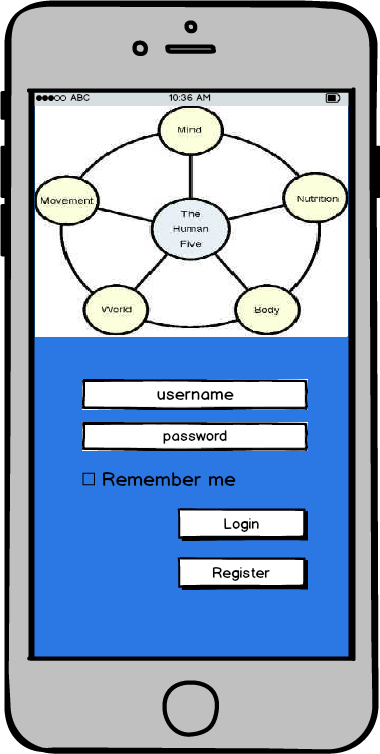 ABC 10:36 AM
Mind
Movement
Nutrition
The
Human
Five
World
Body
username
password
Remember me
Login
Register